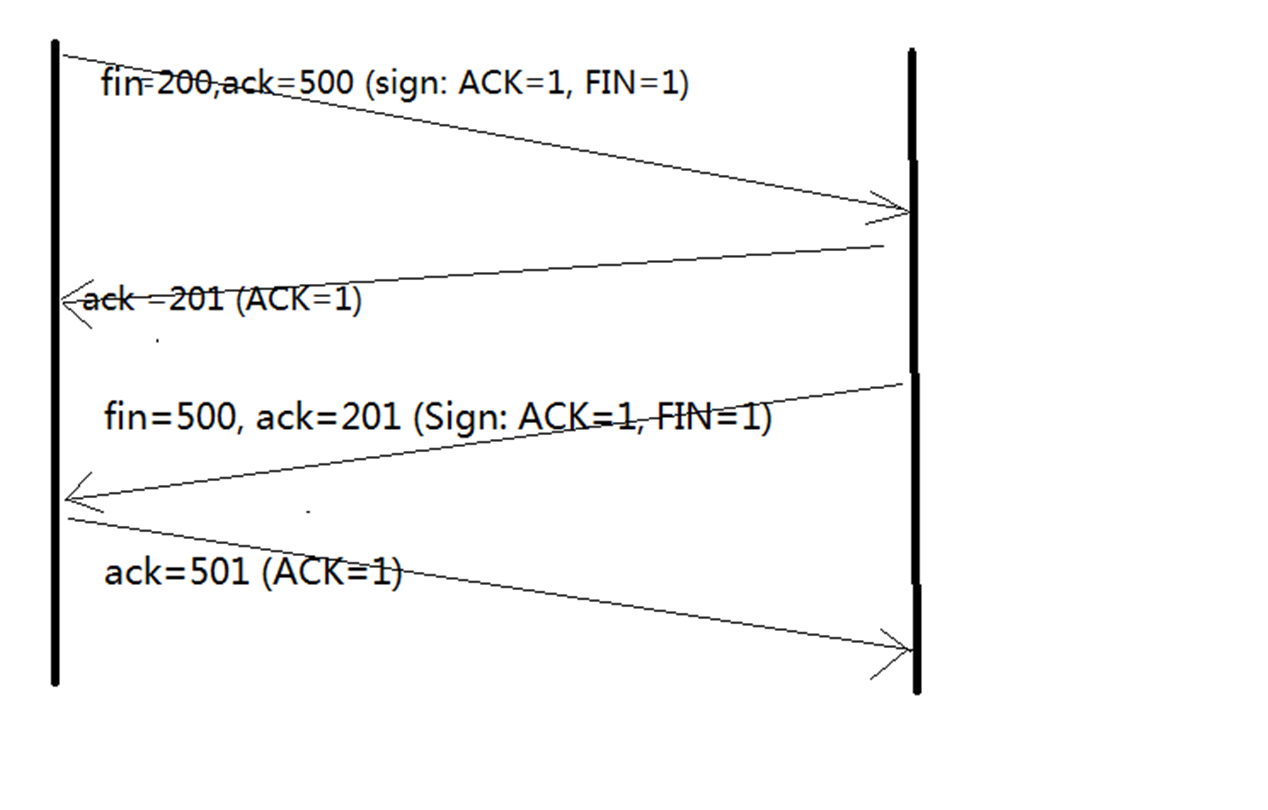 fin=200,ack=500 (sign: ACK=1, FIN=1)
ack =201 (ACK=1)
fin=500, ack=201 (Sign: ACK=1, FIN=1)
ack=501 (ACK=1)